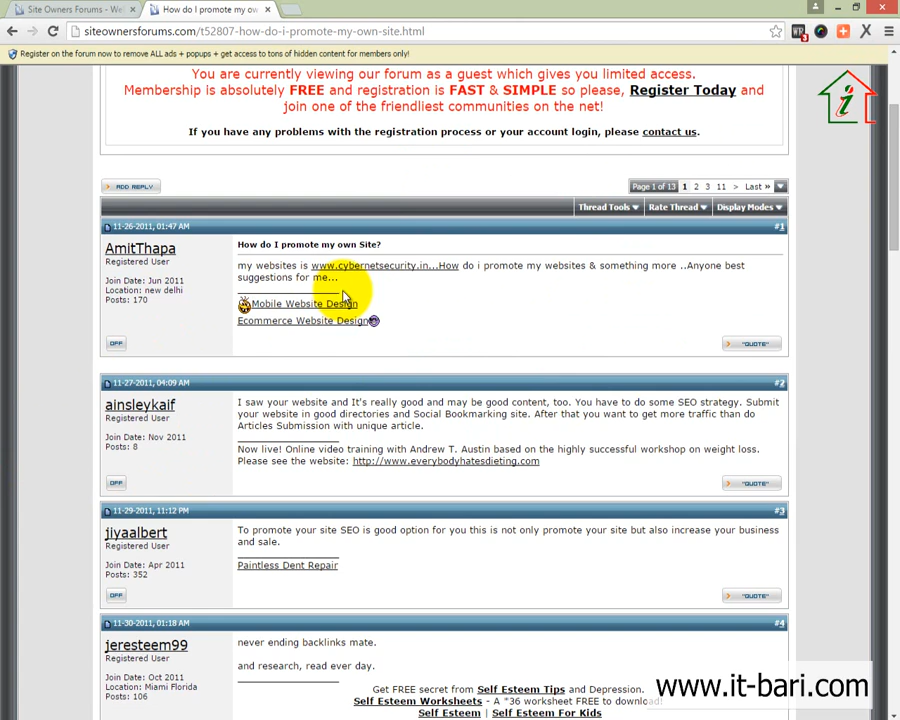 Site Owners Forums - We
How do I promote my ow
siteownersforums.com/t52807-how-do-i-promote-my-own-site.html
Register on the forum now to remove ALL ads + popups + get access to tons of hidden content for members only!
You are currently viewing our forum as a guest which gives you limited access.
Membership is absolutely FREE and registration is FAST & SIMPLE so please, Register Today and
join one of the friendliest communities on the net!
If you have any problems with the registration process or your account login, please contact us.
ADD REPLY
Page 1 of 13 1 2 3 11 > Last »
Thread Tools Rate Thread Display Modes
11-26-2011, 01:47 AM #1
AmitThapa
Registered User
Join Date: Jun 2011
Location: new delhi
Posts: 170
How do I promote my own Site?
my websites is www.cybernetsecurity.in...How do i promote my websites & something more ..Anyone best
suggestions for me...
Mobile Website Design
Ecommerce Website Design
OFF
"QUOTE"
11-27-2011, 04:09 AM #2
ainsleykaif
Registered User
Join Date: Nov 2011
Posts: 8
I saw your website and It's really good and may be good content, too. You have to do some SEO strategy. Submit
your website in good directories and Social Bookmarking site. After that you want to get more traffic than do
Articles Submission with unique article.
Now live! Online video training with Andrew T. Austin based on the highly successful workshop on weight loss.
Please see the website: http://www.everybodyhatesdieting.com
OFF
"QUOTE"
11-29-2011, 11:12 PM #3
jiyaalbert
Registered User
Join Date: Apr 2011
Posts: 352
To promote your site SEO is good option for you this is not only promote your site but also increase your business
and sale.
Paintless Dent Repair
OFF
"QUOTE"
11-30-2011, 01:18 AM #4
jeresteem99
Registered User
Join Date: Oct 2011
Location: Miami Florida
Posts: 106
never ending backlinks mate.
and research, read ever day.
Get FREE secret from Self Esteem Tips and Depression.
Self Esteem Worksheets - A "36 worksheet FREE to download!
Self Esteem | Self Esteem For Kids
www.it-bari.com